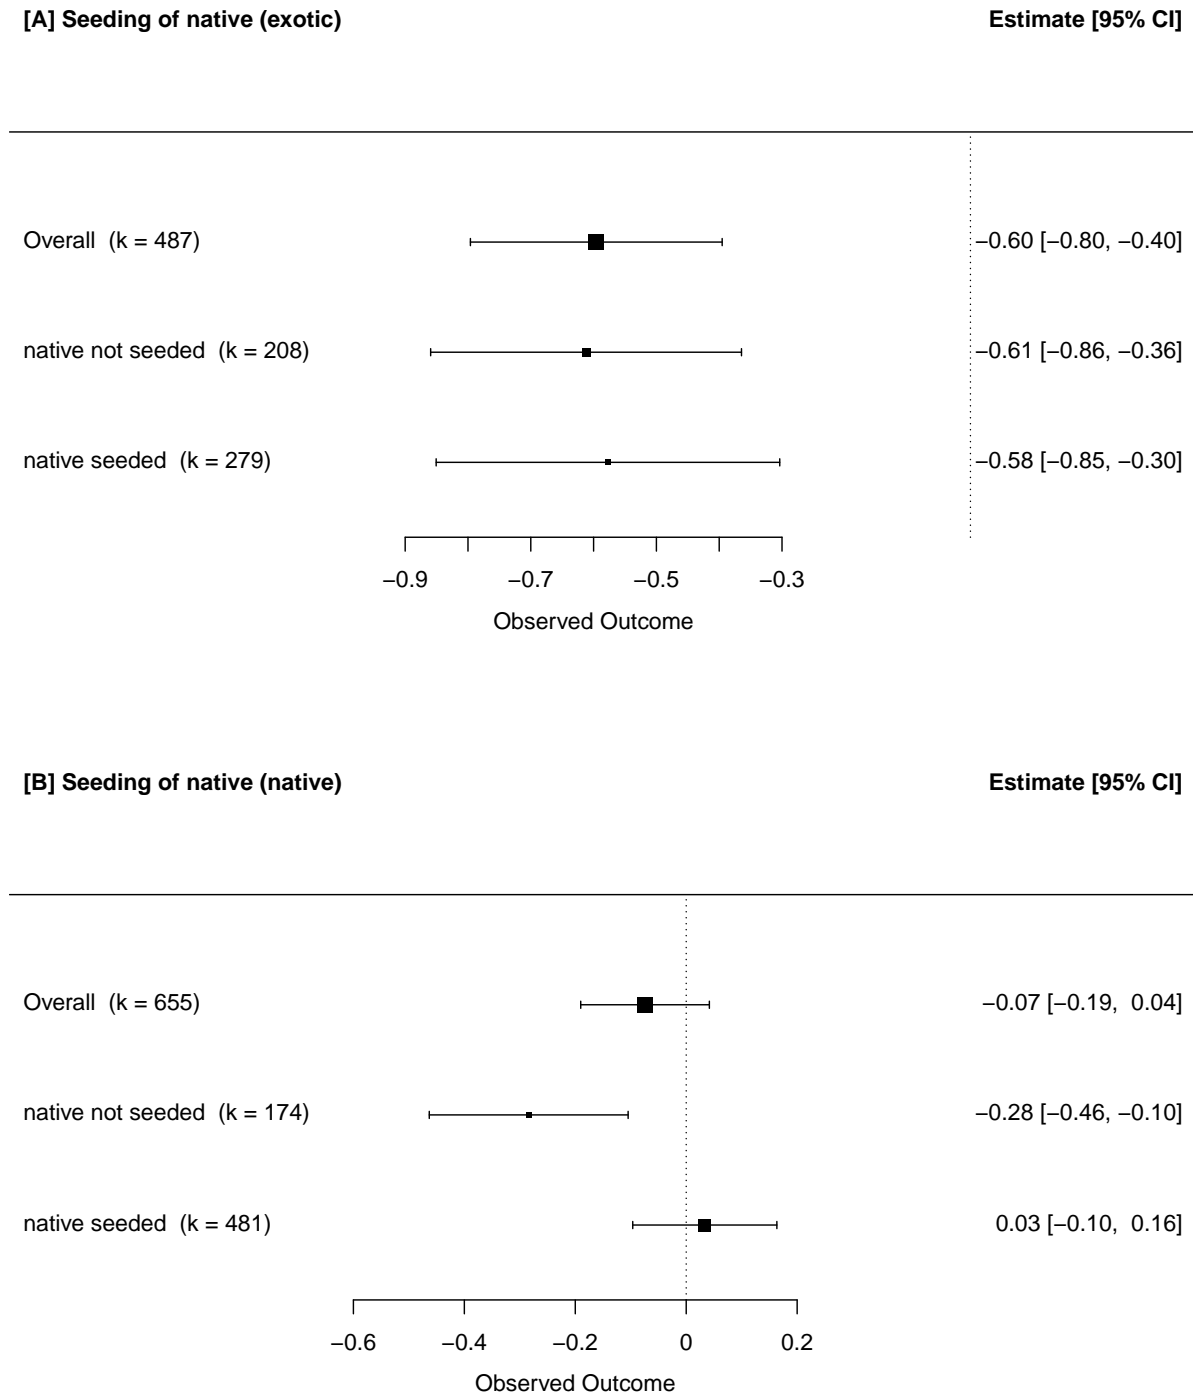 [A] Seeding of native (exotic) Estimate [95% CI]
Overall (k = 487) −0.60 [−0.80, −0.40]
native not seeded (k = 208) −0.61 [−0.86, −0.36]
native seeded (k = 279) −0.58 [−0.85, −0.30]
−0.9 −0.7 −0.5 −0.3
Observed Outcome
[B] Seeding of native (native) Estimate [95% CI]
Overall (k = 655) −0.07 [−0.19, 0.04]
native not seeded (k = 174) −0.28 [−0.46, −0.10]
native seeded (k = 481) 0.03 [−0.10, 0.16]
−0.6 −0.4 −0.2 0 0.2
Observed Outcome